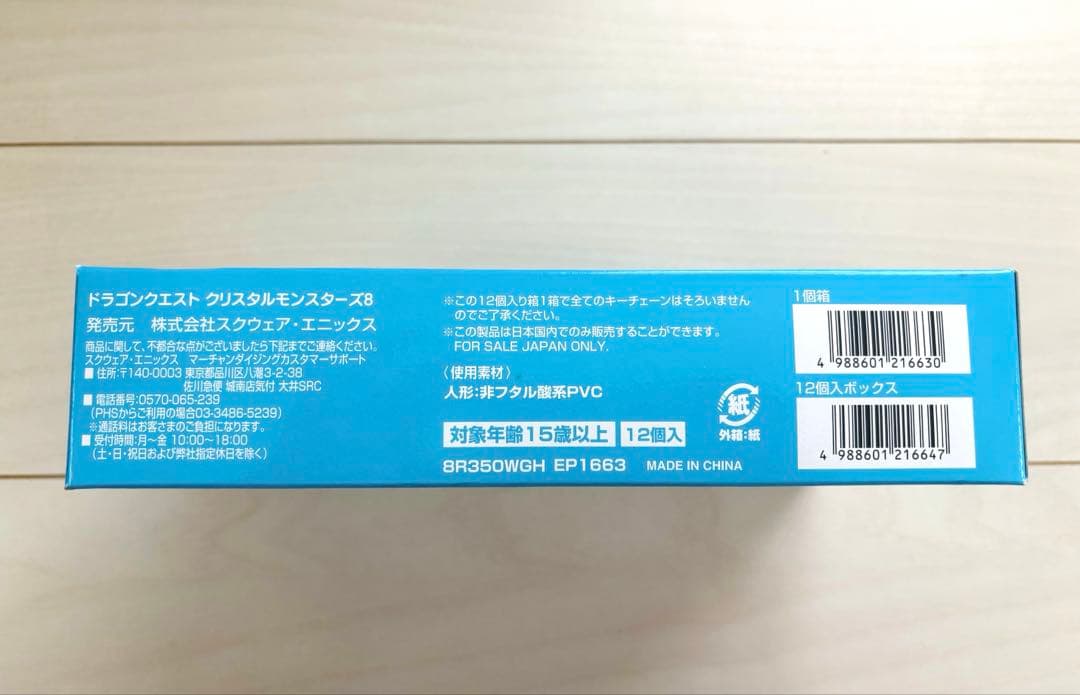 ドラゴンクエスト クリスタルモンスターズ8
発売元 株式会社スクウェア・エニックス
商品に関して、不都合な点がございましたら下記までご連絡ください。
スクウェア・エニックス マーチャンダイジングカスタマーサポート
■住所:〒140-0003 東京都品川区八潮3-2-38
佐川急便 城南店気付 大井SRC
■電話番号:0570-065-239
(PHSからご利用の場合03-3486-5239)
※通話料はお客さまのご負担になります。
■受付時間:月〜金 10:00〜18:00
(土・日・祝日および弊社指定休日を除く)
※この12個入り箱1箱で全てのキーチェーンはそろいません
のでご了承ください。
※この製品は日本国内でのみ販売することができます。
FOR SALE JAPAN ONLY.
〈使用素材〉
人形:非フタル酸系PVC
対象年齢15歳以上 12個入
8R350WGH EP1663 MADE IN CHINA
紙
外箱:紙
1個箱
4 988601 216630
12個入ボックス
4 988601 216647